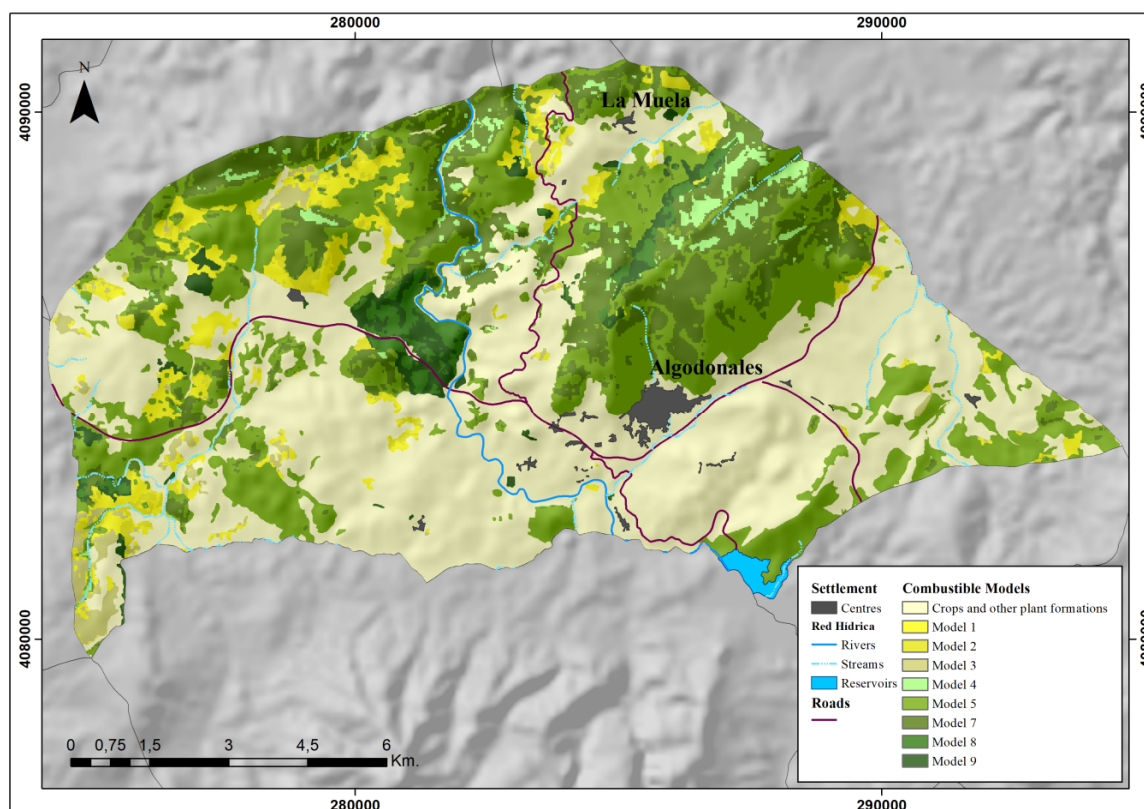 280000
290000
N
4090000
4090000
La Muela
Algodonales
4080000
4080000
Settlement
Centres
Red Hídrica
Rivers
Streams
Reservoirs
Roads
Combustible Models
Crops and other plant formations
Model 1
Model 2
Model 3
Model 4
Model 5
Model 7
Model 8
Model 9
0 0,75 1,5 3 4,5 6
Km.
280000
290000